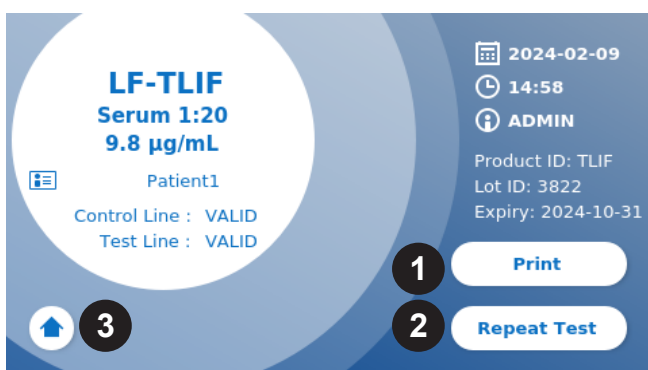 LF-TLIF
Serum 1:20
9.8 µg/mL
Patient1
Control Line : VALID
Test Line : VALID
3
2024-02-09
14:58
ADMIN
Product ID: TLIF
Lot ID: 3822
Expiry: 2024-10-31
1
Print
2
Repeat Test